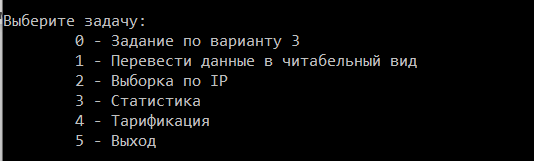 Выберите задачу:
0 - Задание по варианту 3
1 - Перевести данные в читабельный вид
2 - Выборка по IP
3 - Статистика
4 - Тарификация
5 - Выход